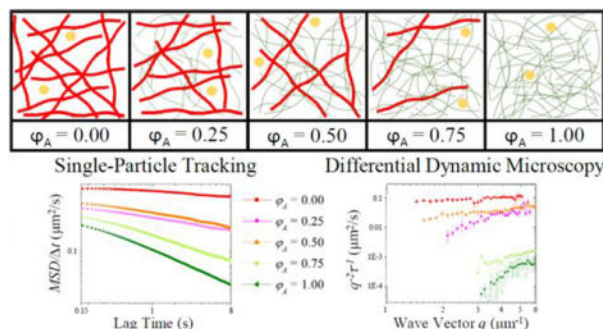 φA = 0.00 φA = 0.25 φA = 0.50 φA = 0.75 φA = 1.00
Single-Particle Tracking Differential Dynamic Microscopy
MSD/Δt (μm²/s)
0.1
0.15 1 8
Lag Time (s)
φA = 0.00
φA = 0.25
φA = 0.50
φA = 0.75
φA = 1.00
q⁻²τ⁻¹ (μm²/s)
0.1
0.01
1E-3
1E-4
1 2 3 4 5 6
Wave Vector q (μm⁻¹)